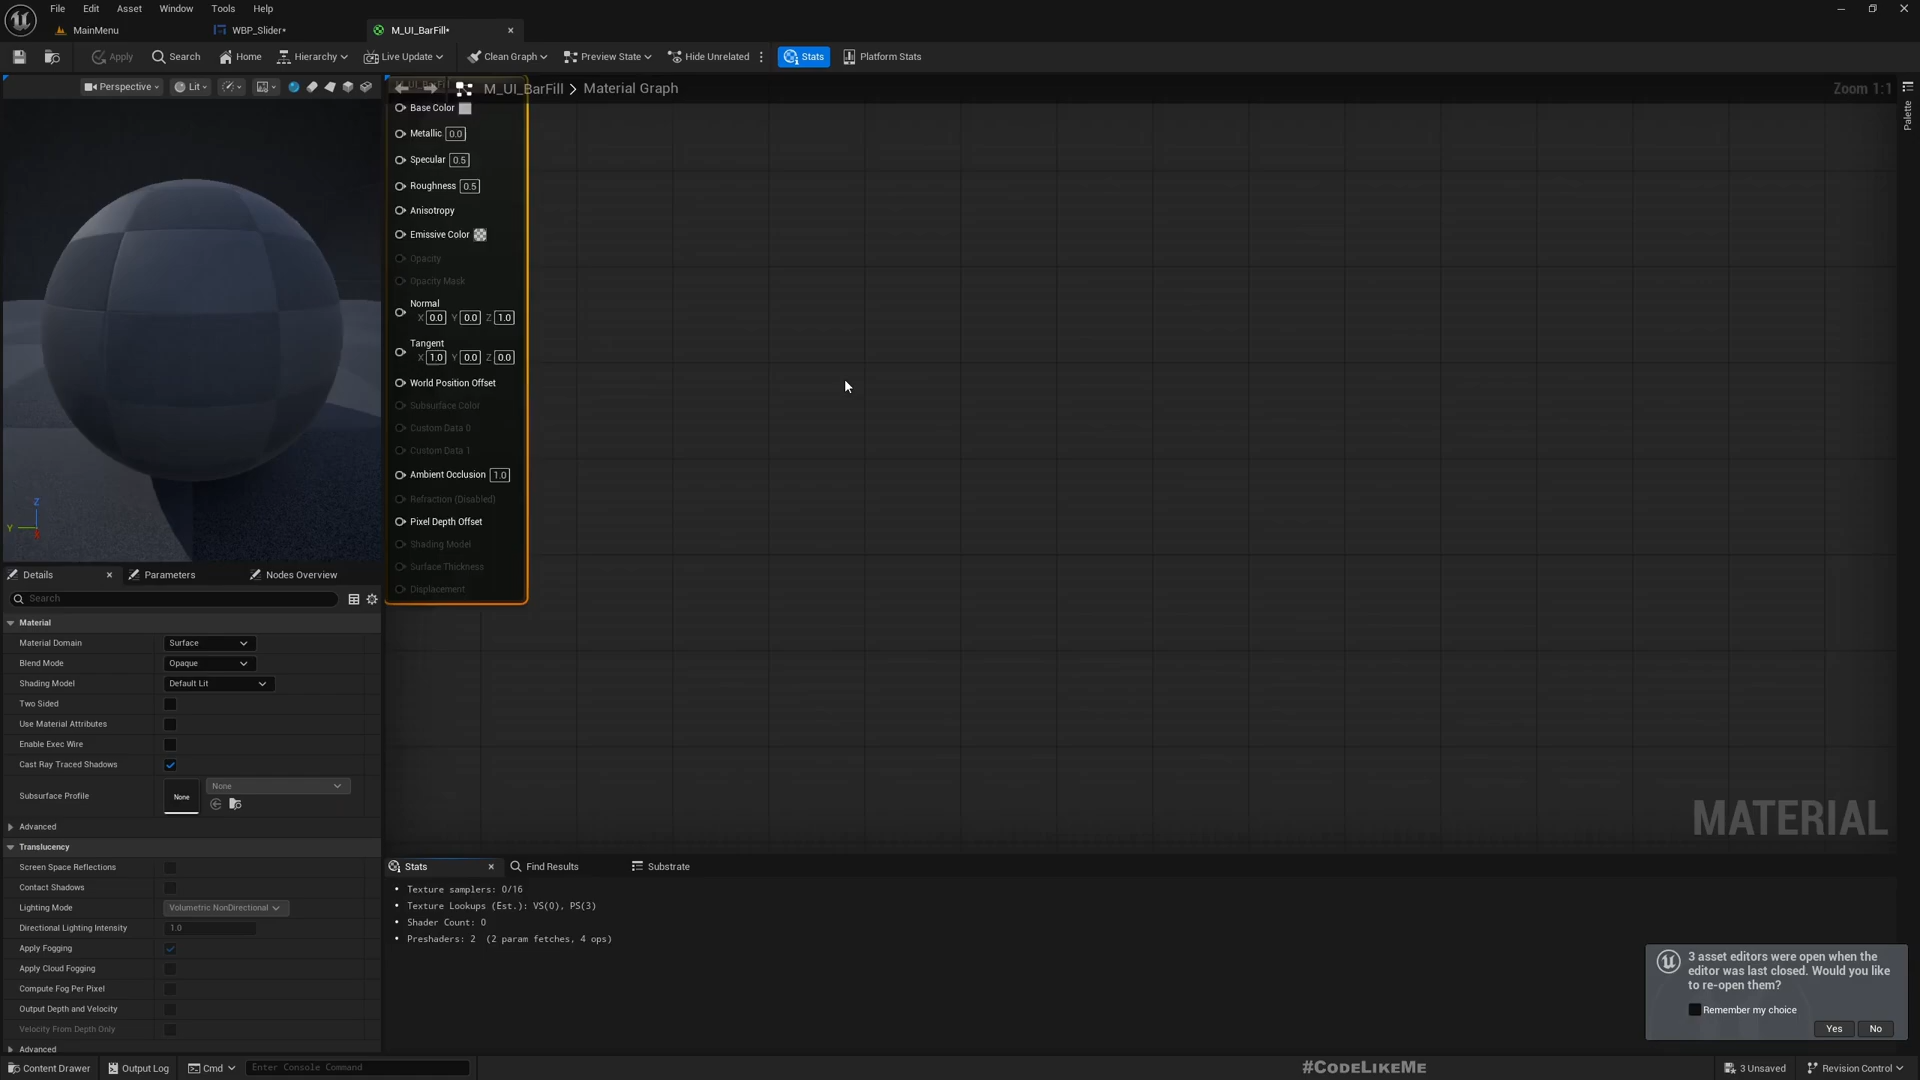 File Edit Asset Window Tools Help
MainMenu WBP_Slider* M_UI_BarFill*
Apply Search Home Hierarchy Live Update Clean Graph Preview State Hide Unrelated Stats Platform Stats
Perspective Lit
M_UI_BarFill > Material Graph
Zoom 1:1
Palette
Base Color
Metallic 0.0
Specular 0.5
Roughness 0.5
Anisotropy
Emissive Color
Opacity
Opacity Mask
Normal
X 0.0 Y 0.0 Z 1.0
Tangent
X 1.0 Y 0.0 Z 0.0
World Position Offset
Subsurface Color
Custom Data 0
Custom Data 1
Ambient Occlusion 1.0
Refraction (Disabled)
Pixel Depth Offset
Shading Model
Surface Thickness
Displacement
Z
Y
X
MATERIAL
Details Parameters Nodes Overview
Search
Material
Material Domain Surface
Blend Mode Opaque
Shading Model Default Lit
Two Sided
Use Material Attributes
Enable Exec Wire
Cast Ray Traced Shadows
Subsurface Profile None None
Advanced
Translucency
Screen Space Reflections
Contact Shadows
Lighting Mode Volumetric NonDirectional
Directional Lighting Intensity 1.0
Apply Fogging
Apply Cloud Fogging
Compute Fog Per Pixel
Output Depth and Velocity
Velocity From Depth Only
Advanced
Stats Find Results Substrate
• Texture samplers: 0/16
• Texture Lookups (Est.): VS(0), PS(3)
• Shader Count: 0
• Preshaders: 2 (2 param fetches, 4 ops)
3 asset editors were open when the
editor was last closed. Would you like
to re-open them?
Remember my choice
Yes No
Content Drawer Output Log Cmd Enter Console Command
#CODELIKEME
3 Unsaved Revision Control